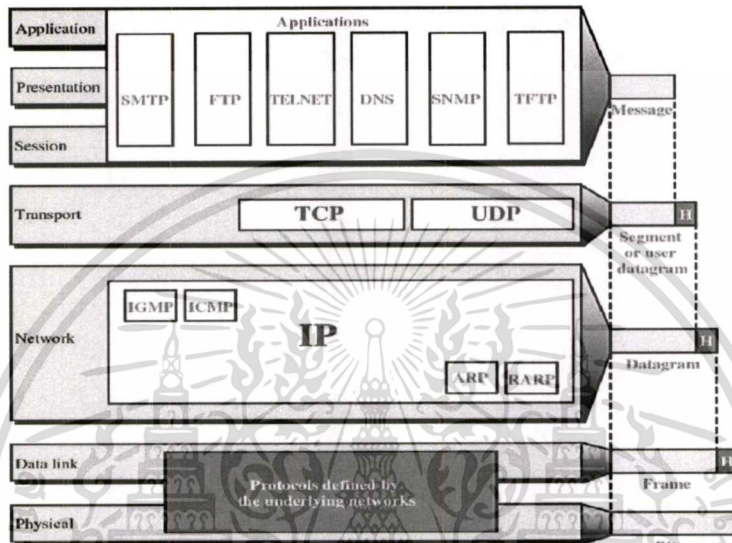 Application
Applications
Presentation
SMTP
FTP
TELNET
DNS
SNMP
TFTP
Message
Session
Transport
TCP
UDP
H
Segment
or user
datagram
IGMP
ICMP
IP
Network
H
Datagram
ARP
RARP
Data link
H
Frame
Protocols defined by
the underlying networks
Physical